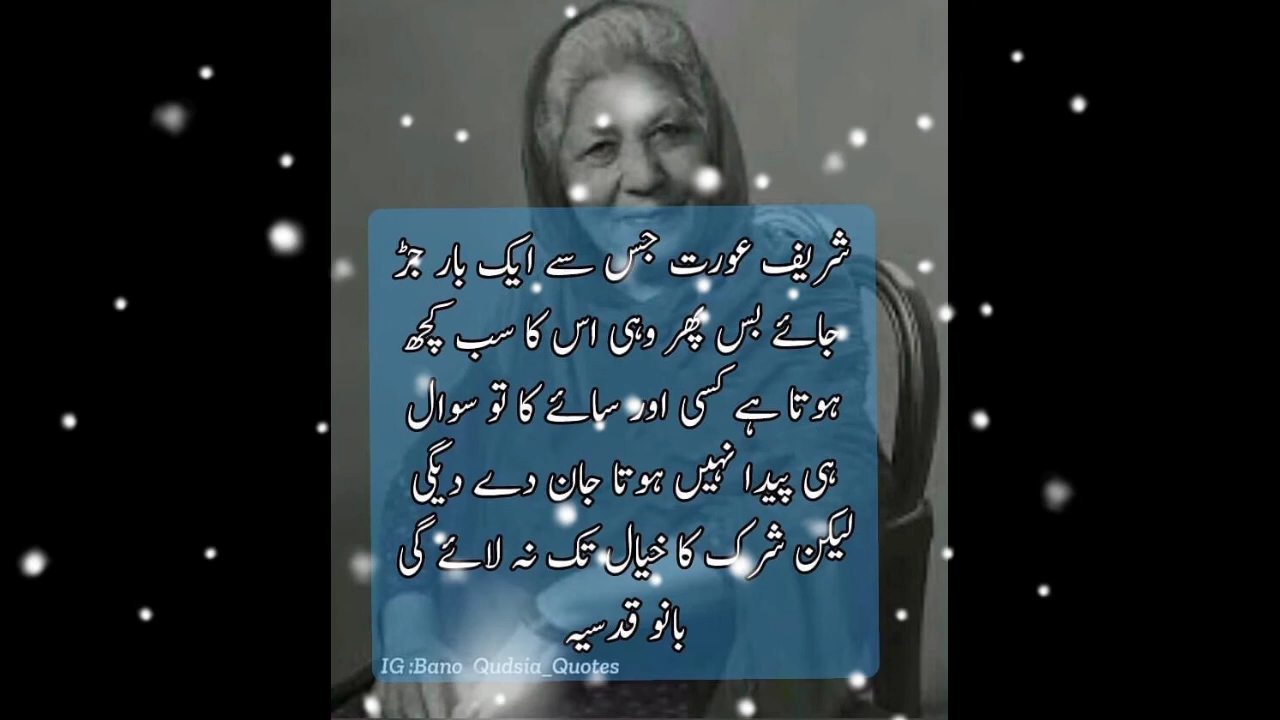 شریف عورت جس سے ایک بار جڑ
جائے بس پھر وہی اس کا سب کچھ
ہوتا ہے کسی اور سائے کا تو سوال
ہی پیدا نہیں ہوتا جان دے دیگی
لیکن شرک کا خیال تک نہ لائے گی
بانو قدسیہ
IG :Bano Qudsia_Quotes